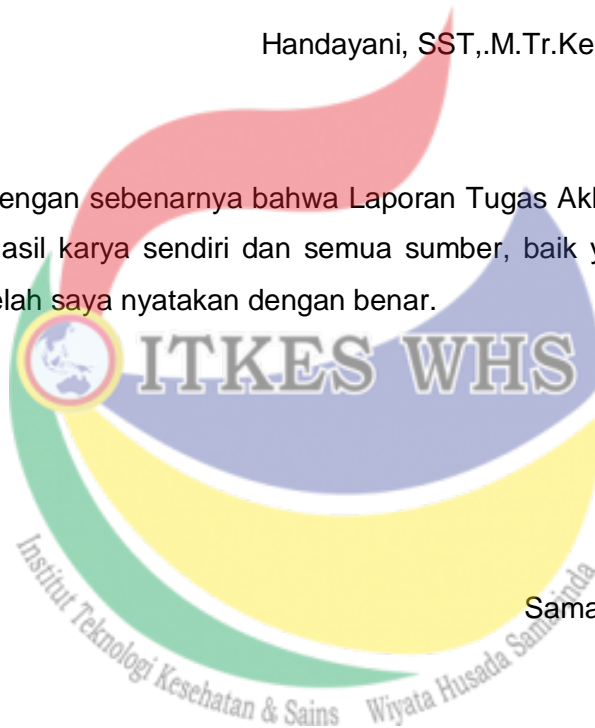 Handayani, SST,.M.Tr.Ke
engan sebenarnya bahwa Laporan Tugas Ak
asil karya sendiri dan semua sumber, baik
elah saya nyatakan dengan benar.
ITKES WHS
Sama
Institut Teknologi Kesehatan & Sains Wiyata Husada Samarinda